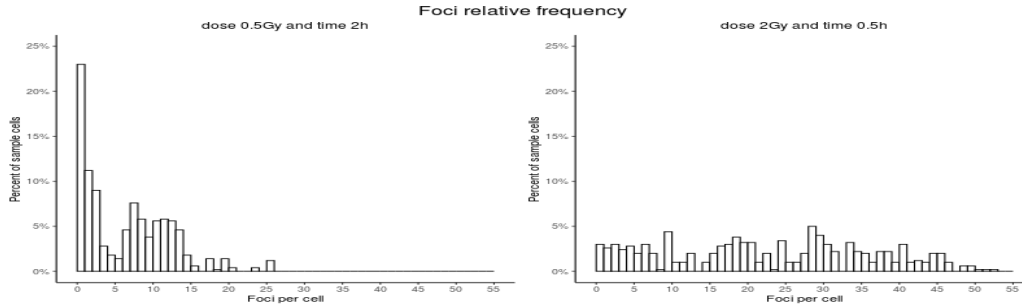 Foci relative frequency
dose 0.5Gy and time 2h
25%
20%
15%
10%
5%
0%
Percent of sample cells
0 5 10 15 20 25 30 35 40 45 50 55
Foci per cell
dose 2Gy and time 0.5h
25%
20%
15%
10%
5%
0%
Percent of sample cells
0 5 10 15 20 25 30 35 40 45 50 55
Foci per cell